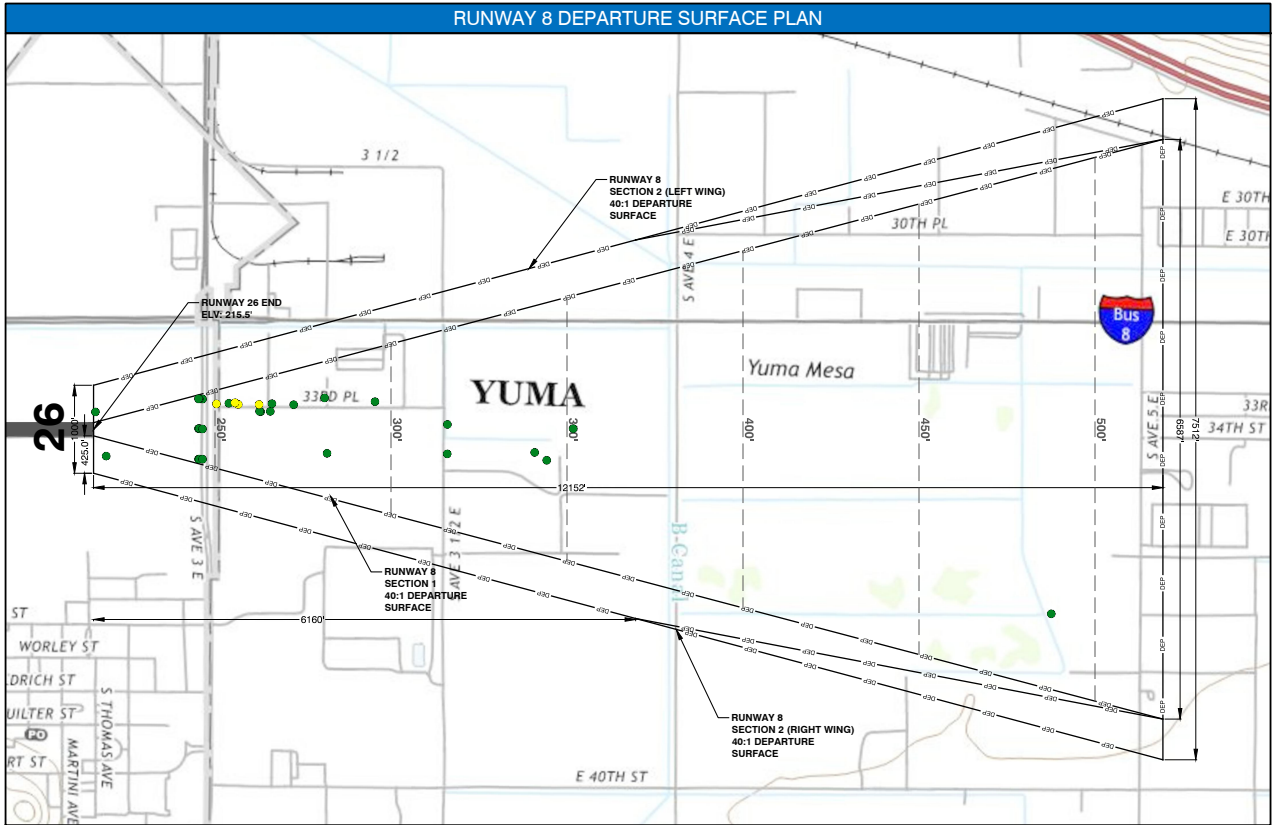 RUNWAY 8 DEPARTURE SURFACE PLAN
3 1/2
RUNWAY 8
SECTION 2 (LEFT WING)
40:1 DEPARTURE
SURFACE
30TH PL
E 30TH
E 30TH
S AVE 4 E
RUNWAY 26 END
ELV: 215.5'
Bus
8
Yuma Mesa
YUMA
33RD PL
26
1000'
425.0'
250'
300'
350'
400'
450'
500'
S AVE 5 E
7512'
6587'
33R
34TH ST
12152'
S AVE 3 E
S AVE 3 1/2 E
B-Canal
RUNWAY 8
SECTION 1
40:1 DEPARTURE
SURFACE
6160'
ST
WORLEY ST
EDRICH ST
UILTER ST
PO
RT ST
S THOMAS AVE
MARTINI AVE
RUNWAY 8
SECTION 2 (RIGHT WING)
40:1 DEPARTURE
SURFACE
E 40TH ST
DEP